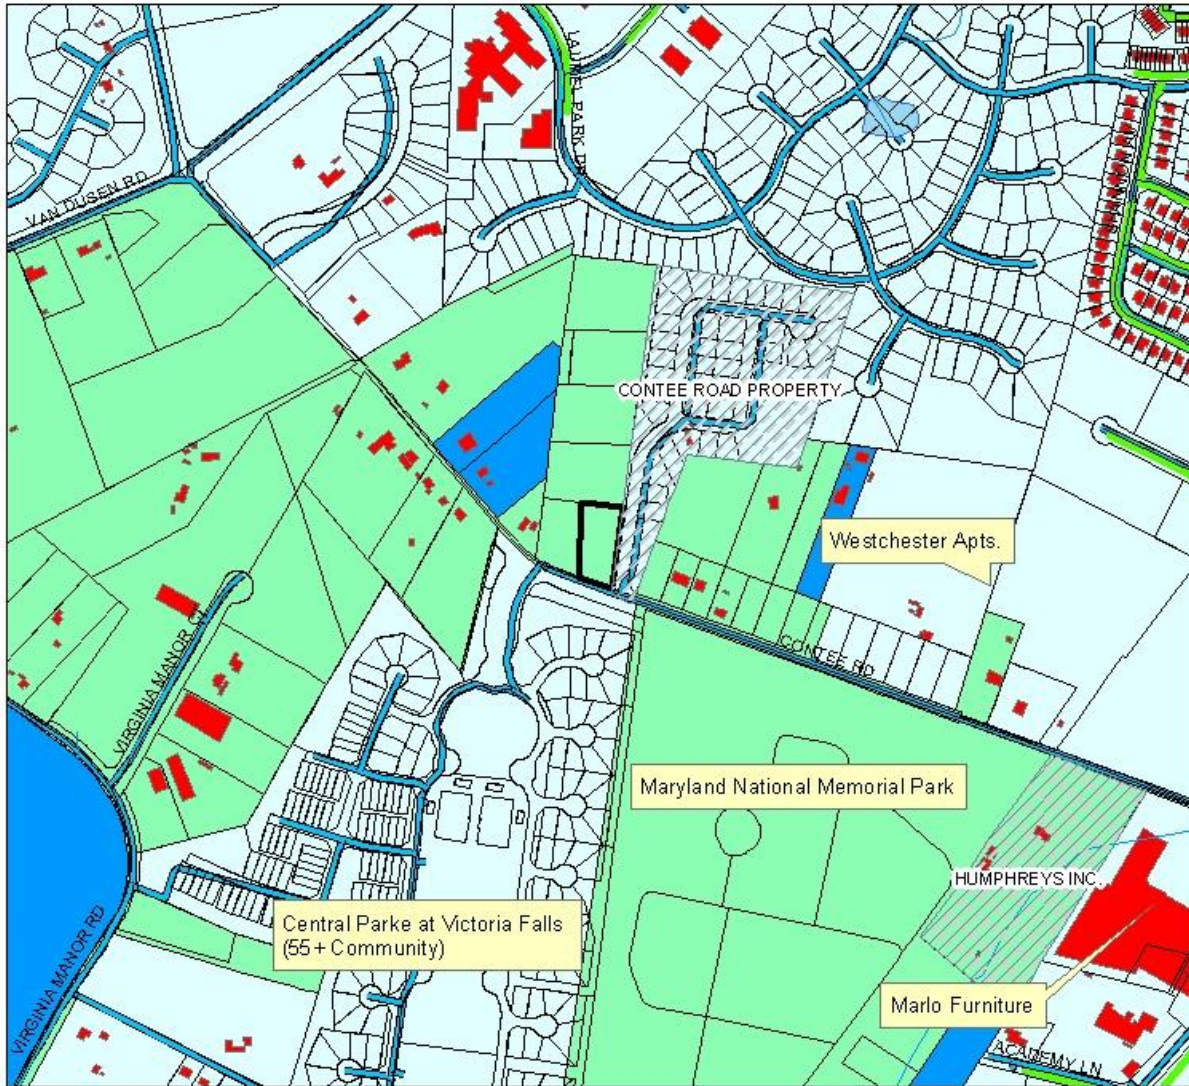 LAUREL PARK DR
VAN DUSEN RD
CONTEE ROAD PROPERTY
Westchester Apts.
VIRGINIA MANOR CT
CONTEE RD
Maryland National Memorial Park
HUMPHREYS INC.
Central Parke at Victoria Falls
(55+ Community)
VIRGINIA MANOR RD
Marlo Furniture
ACADEMY LN